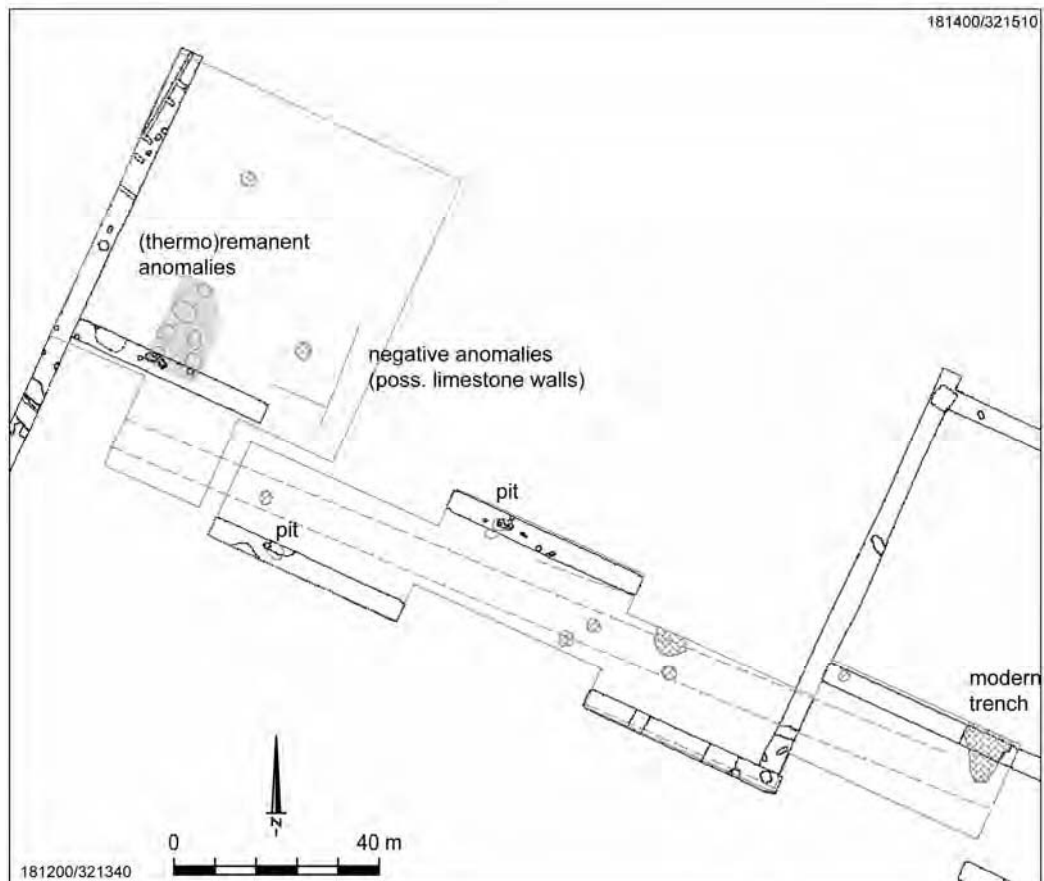 181400/321510
(thermo)remanent
anomalies
negative anomalies
(poss. limestone walls)
pit
pit
modern
trench
N
0 40 m
181200/321340